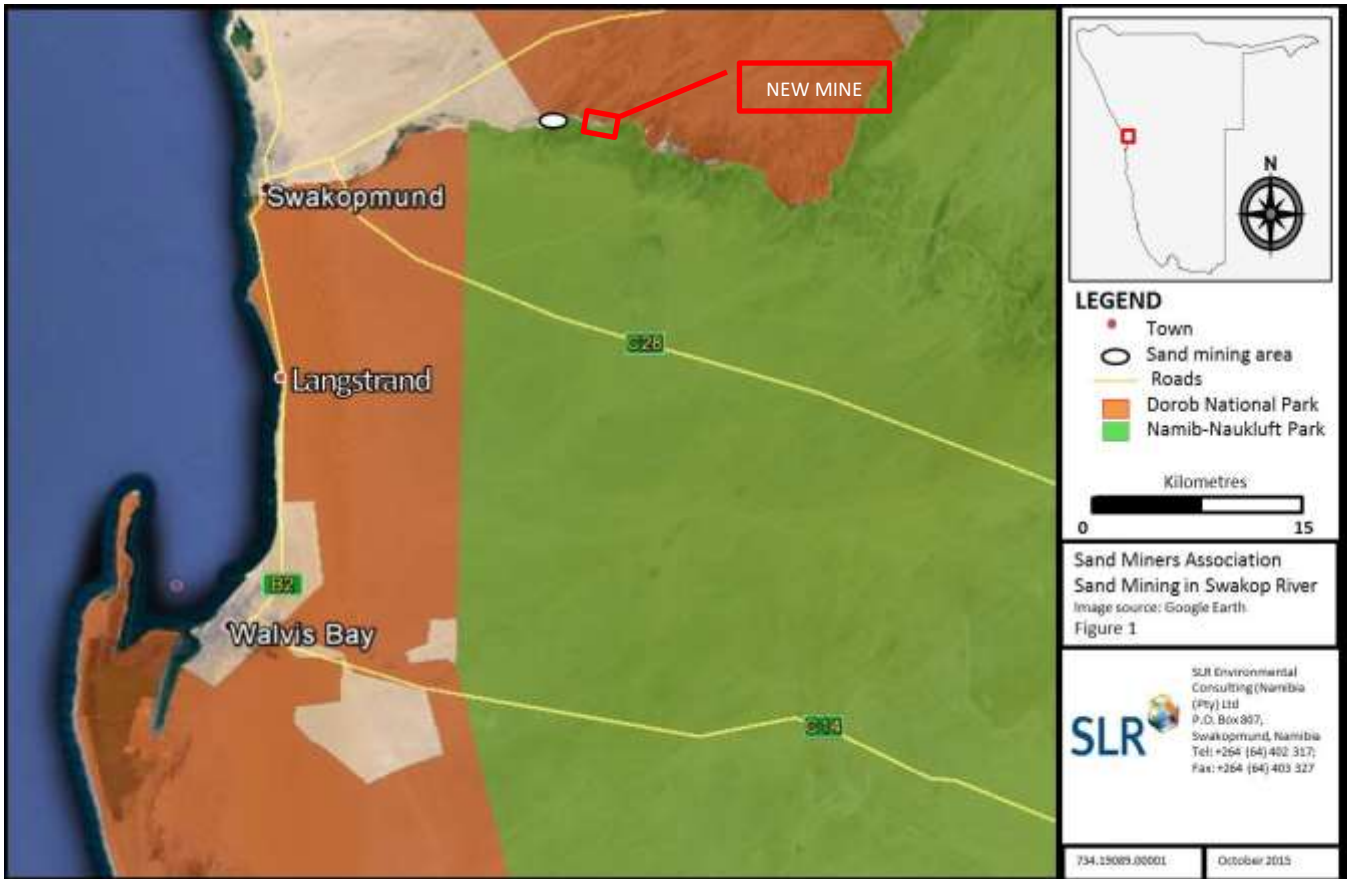 NEW MINE
Swakopmund
C28
Langstrand
B2
Walvis Bay
C14
N
LEGEND
Town
Sand mining area
Roads
Dorob National Park
Namib-Naukluft Park
Kilometres
0 15
Sand Miners Association
Sand Mining in Swakop River
Image source: Google Earth
Figure 1
SLR
SLR Environmental
Consulting (Namibia
(Pty) Ltd
P.O. Box 807,
Swakopmund, Namibia
Tel: +264 (64) 402 317;
Fax: +264 (64) 403 327
734.19089.00001
October 2015